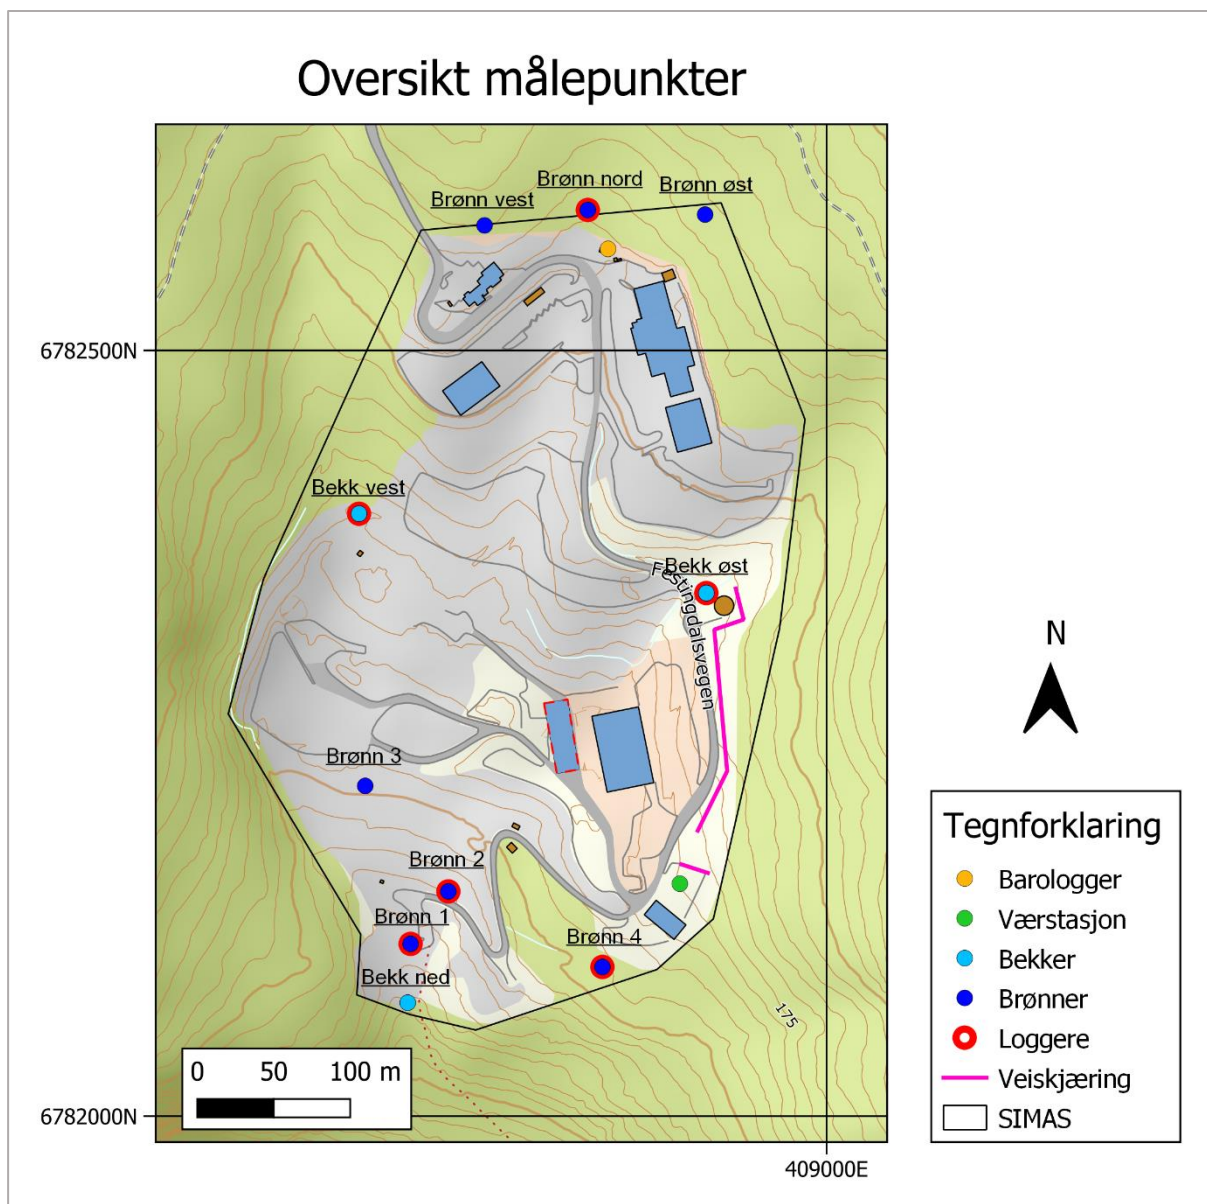 Oversikt målepunkter
Brønn vest
Brønn nord
Brønn øst
6782500N
Bekk vest
Bekk øst
Festingdalsvegen
Brønn 3
Brønn 2
Brønn 1
Brønn 4
Bekk ned
175
0 50 100 m
6782000N
409000E
N
Tegnforklaring
Barologger
Værstasjon
Bekker
Brønner
Loggere
Veiskjæring
SIMAS